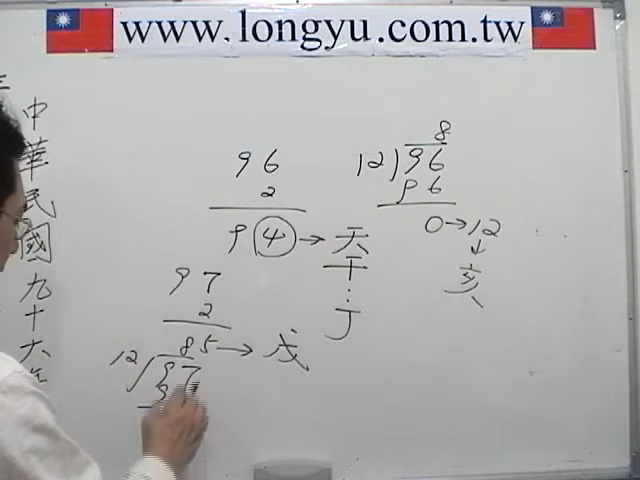 www.longyu.com.tw
中華民國九十六年
96
2
94→天干:丁
8
12)96
96
0→12
↓
亥
97
2
85→戊
12)97